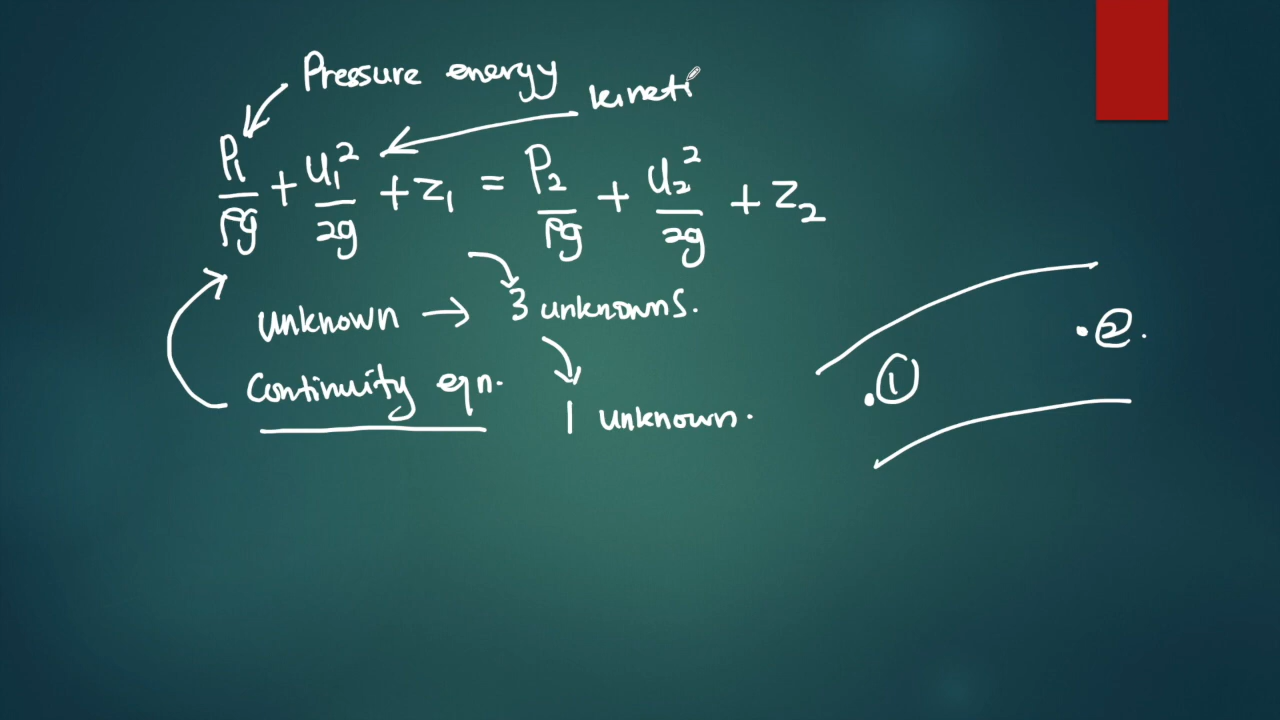 Pressure energy
kineti
P₁/ρg + u₁²/2g + z₁ = P₂/ρg + u₂²/2g + z₂
unknown → 3 unknowns.
Continuity eqn.
1 unknown.
.①
.②.